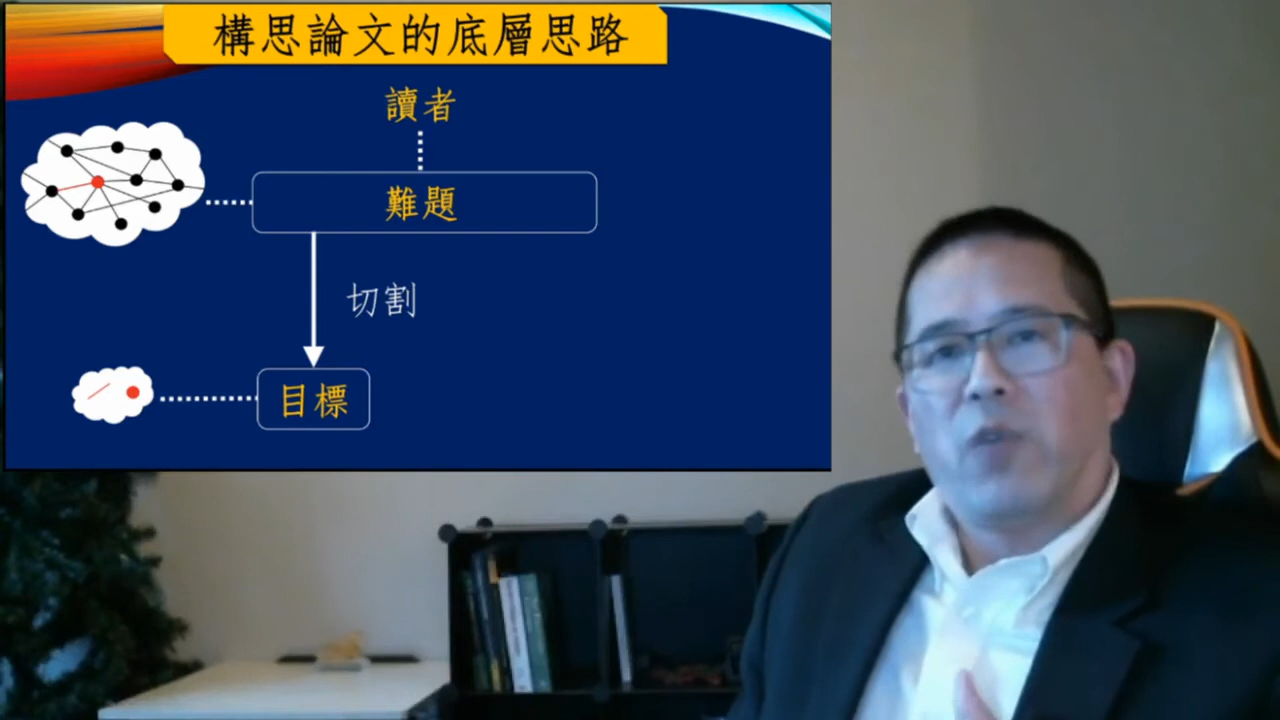 構思論文的底層思路
讀者
難題
切割
目標